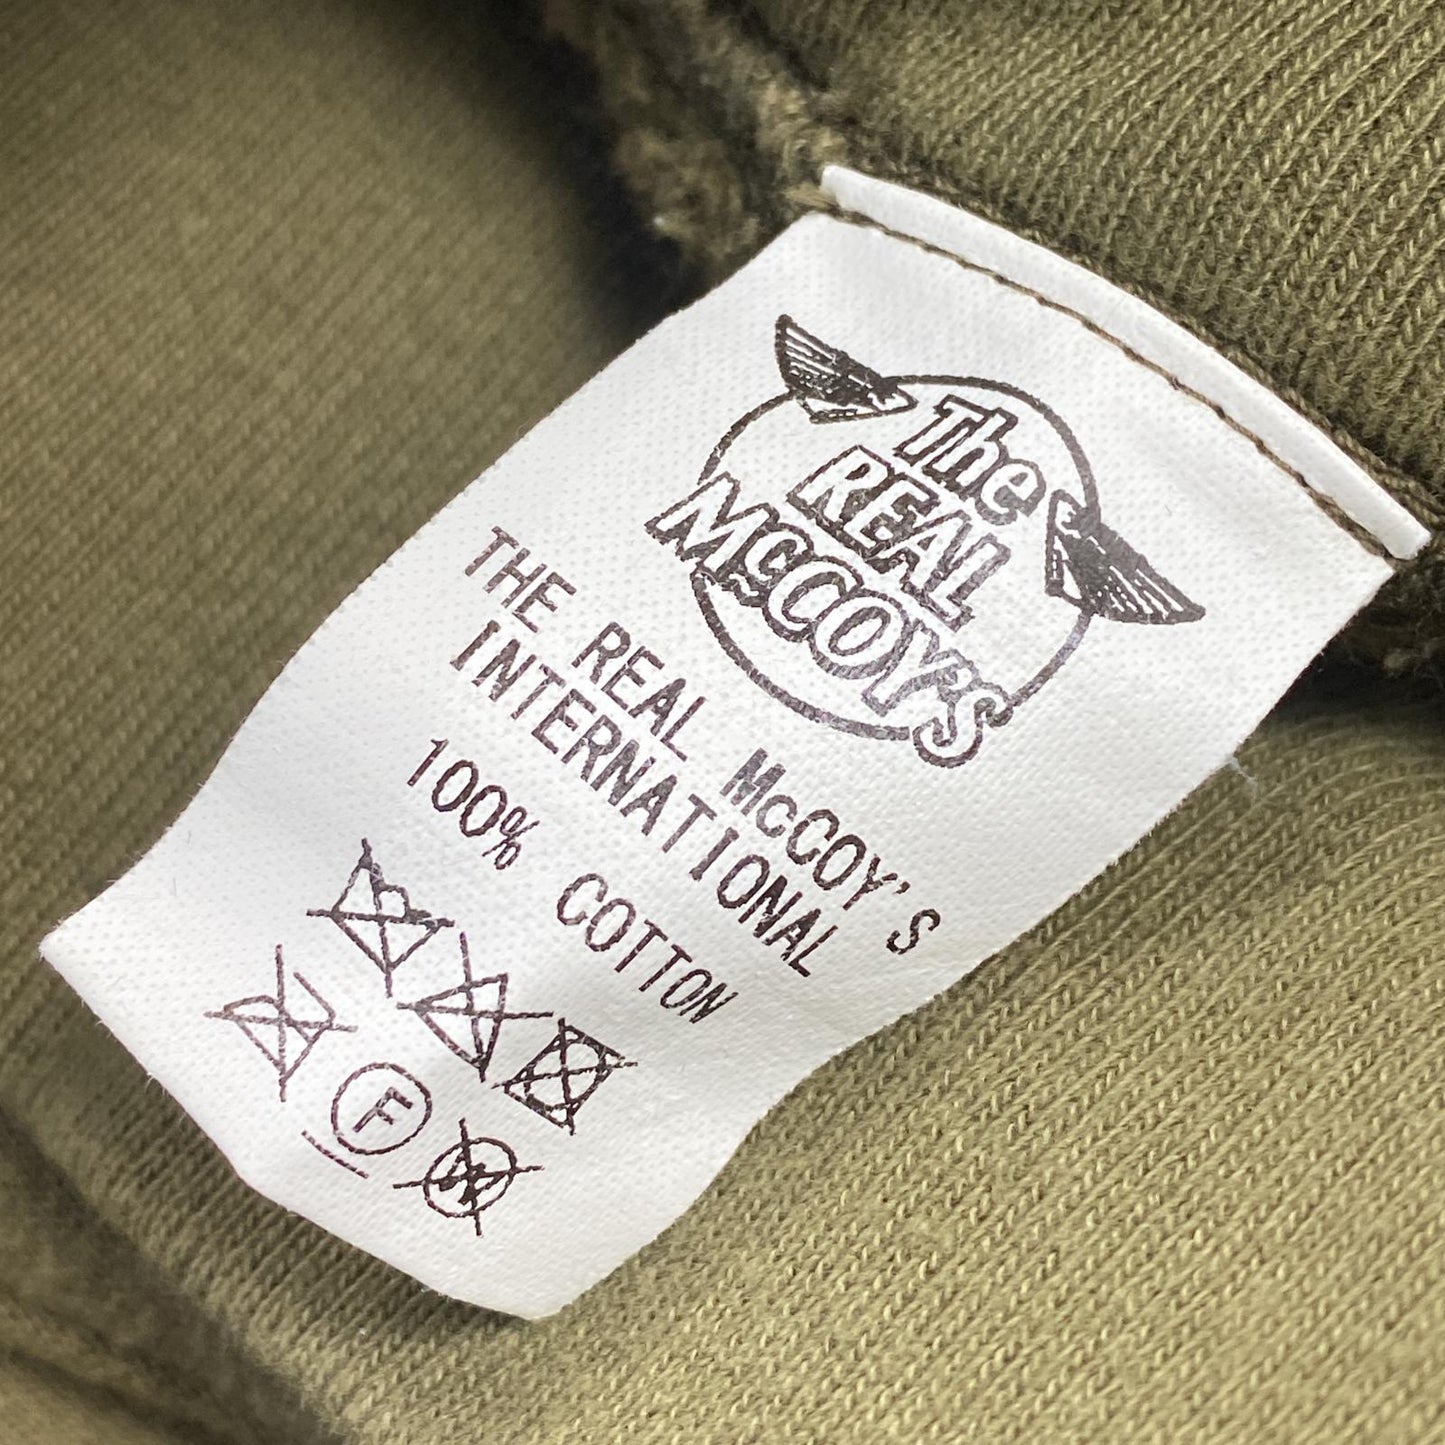 The
REAL
McCOY'S
THE REAL McCOY'S
INTERNATIONAL
100% COTTON
F
W